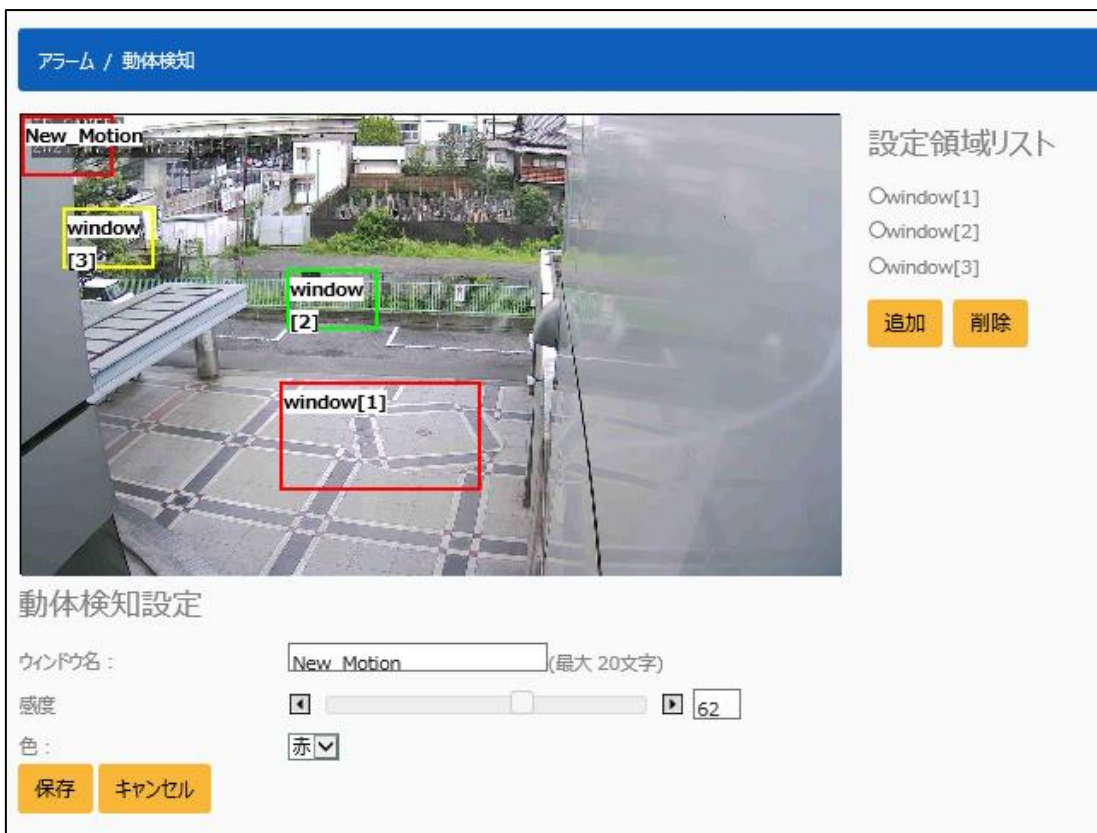 アラーム / 動体検知
New_Motion
window
[3]
window
[2]
window[1]
設定領域リスト
window[1]
window[2]
window[3]
追加 削除
動体検知設定
ウィンドウ名 :
New_Motion
(最大 20文字)
感度
62
色 :
赤
保存 キャンセル